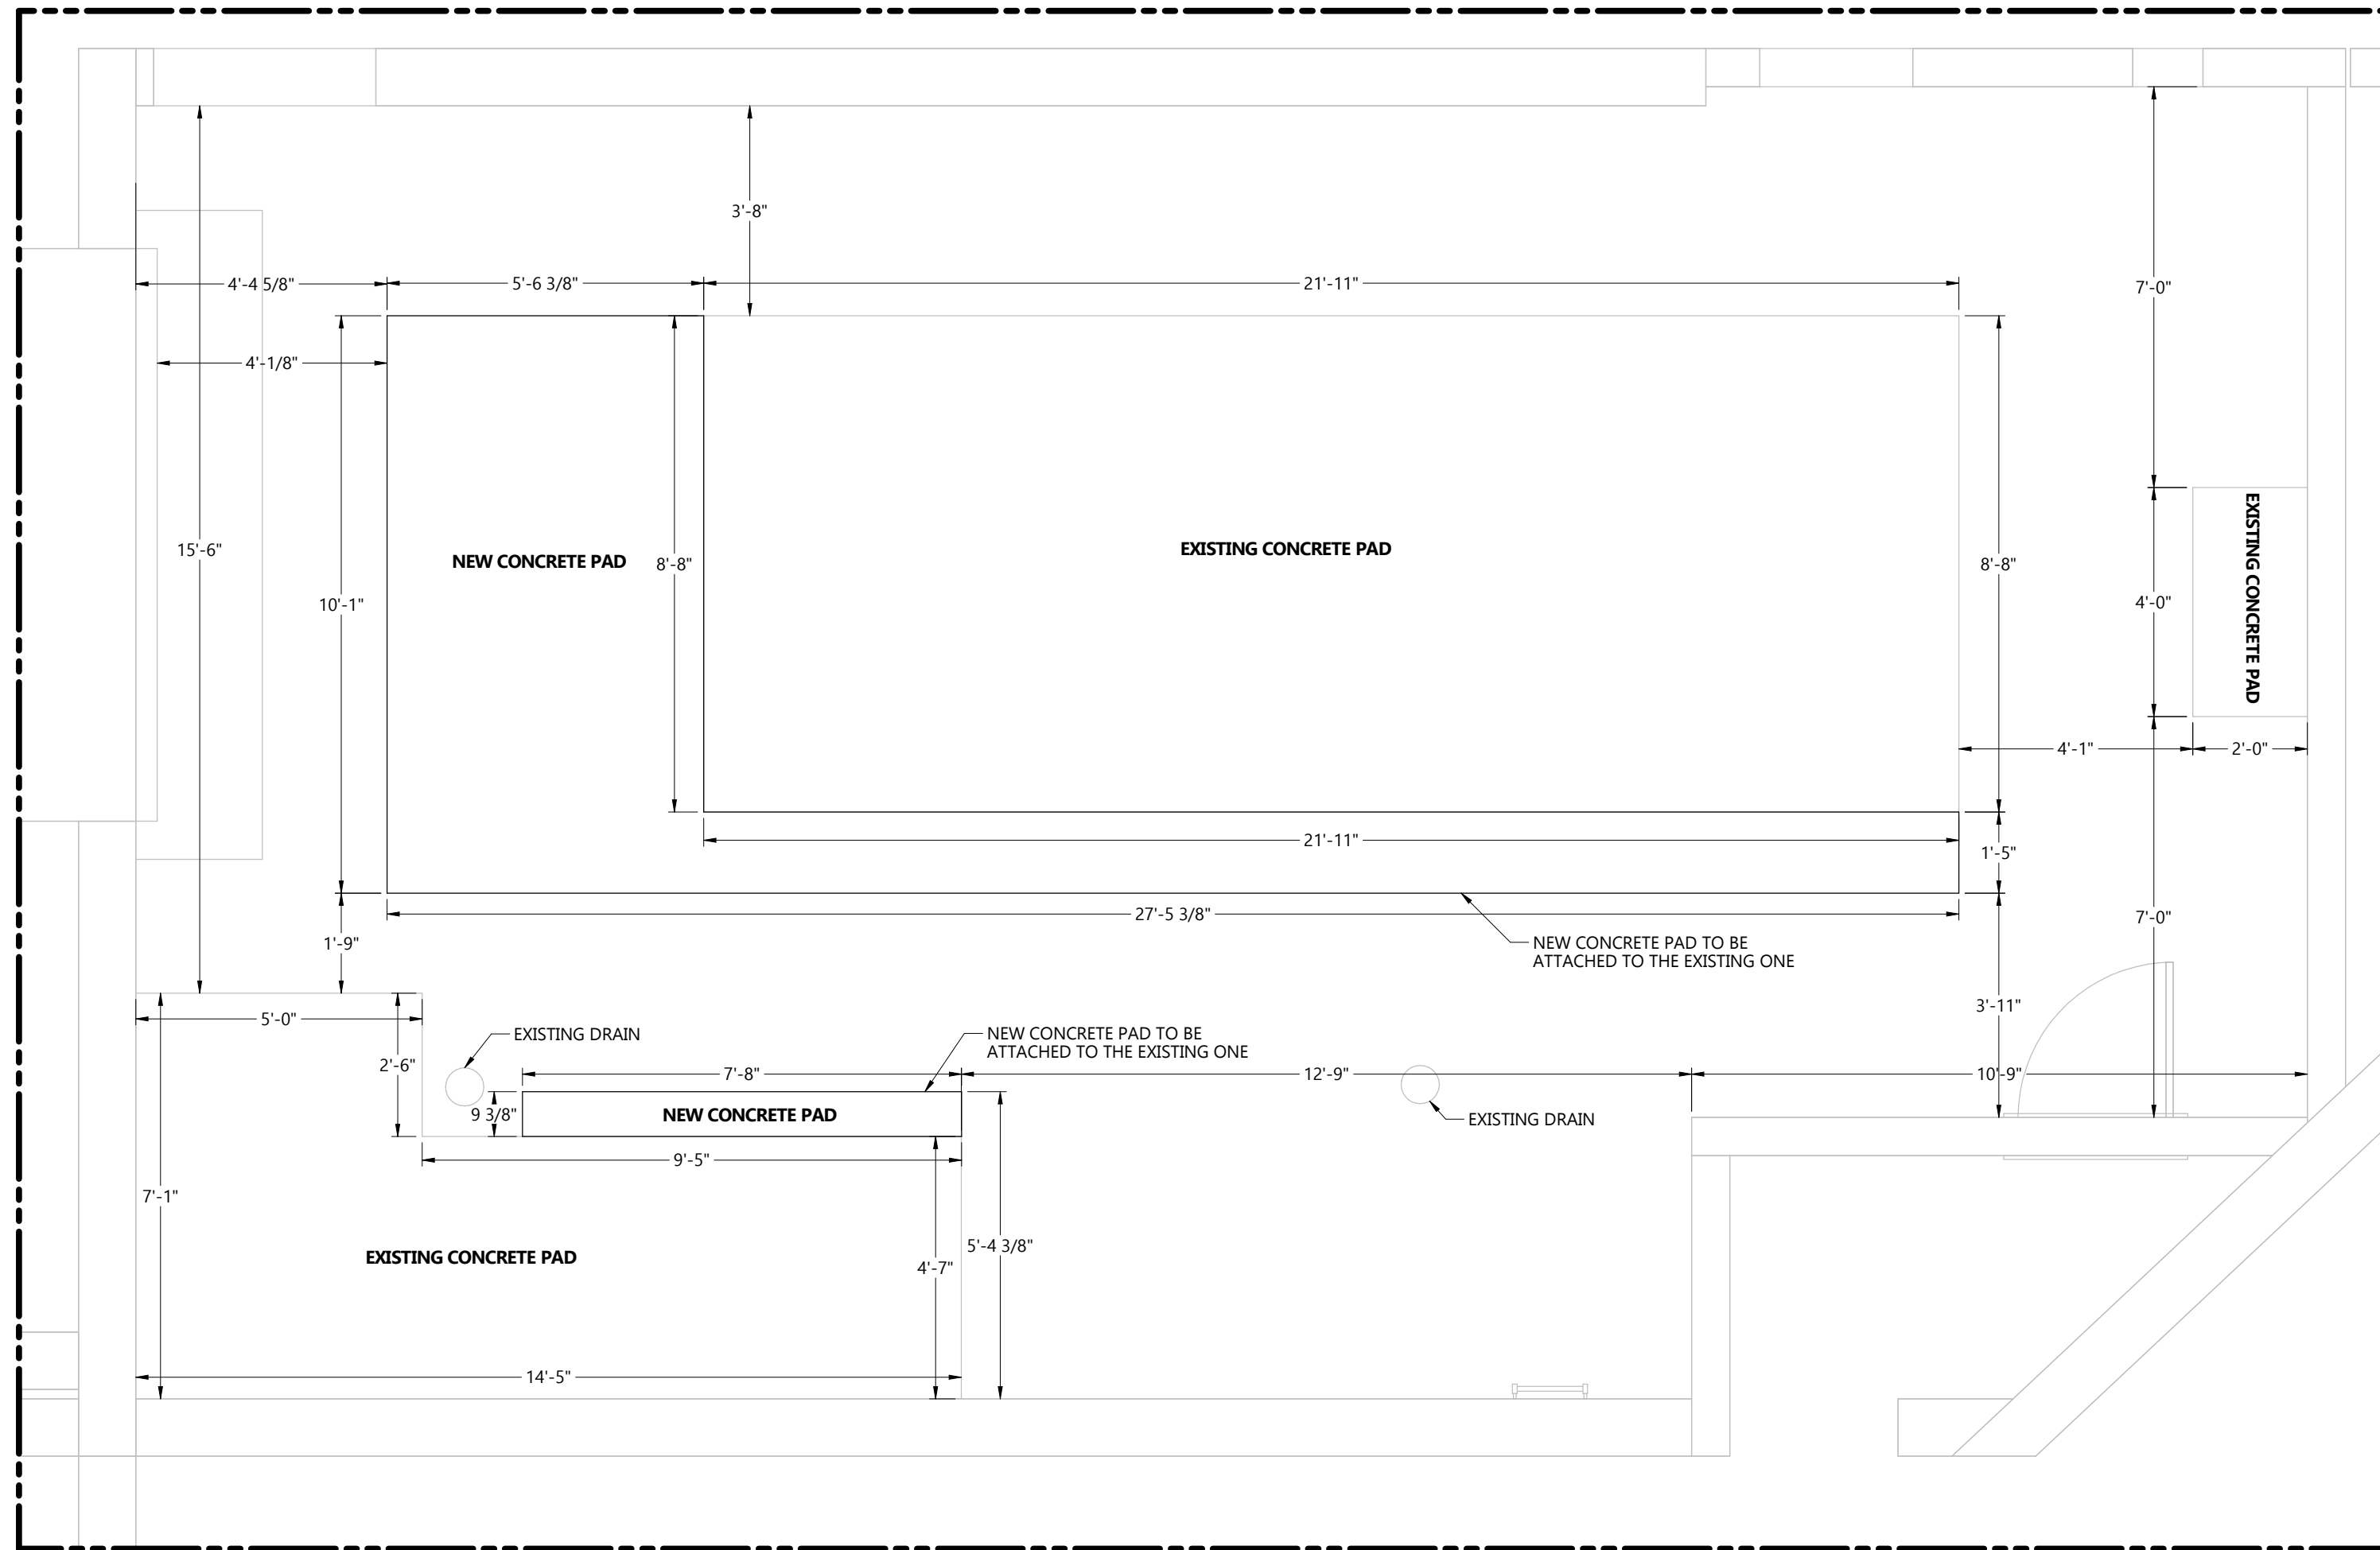 3'-8"
4'-4 5/8"
5'-6 3/8"
21'-11"
7'-0"
4'-1/8"
15'-6"
NEW CONCRETE PAD
8'-8"
EXISTING CONCRETE PAD
8'-8"
10'-1"
4'-0"
EXISTING CONCRETE PAD
4'-1"
2'-0"
21'-11"
1'-5"
27'-5 3/8"
7'-0"
1'-9"
NEW CONCRETE PAD TO BE
ATTACHED TO THE EXISTING ONE
3'-11"
5'-0"
EXISTING DRAIN
NEW CONCRETE PAD TO BE
ATTACHED TO THE EXISTING ONE
2'-6"
7'-8"
12'-9"
10'-9"
9 3/8"
NEW CONCRETE PAD
EXISTING DRAIN
9'-5"
7'-1"
5'-4 3/8"
EXISTING CONCRETE PAD
4'-7"
14'-5"